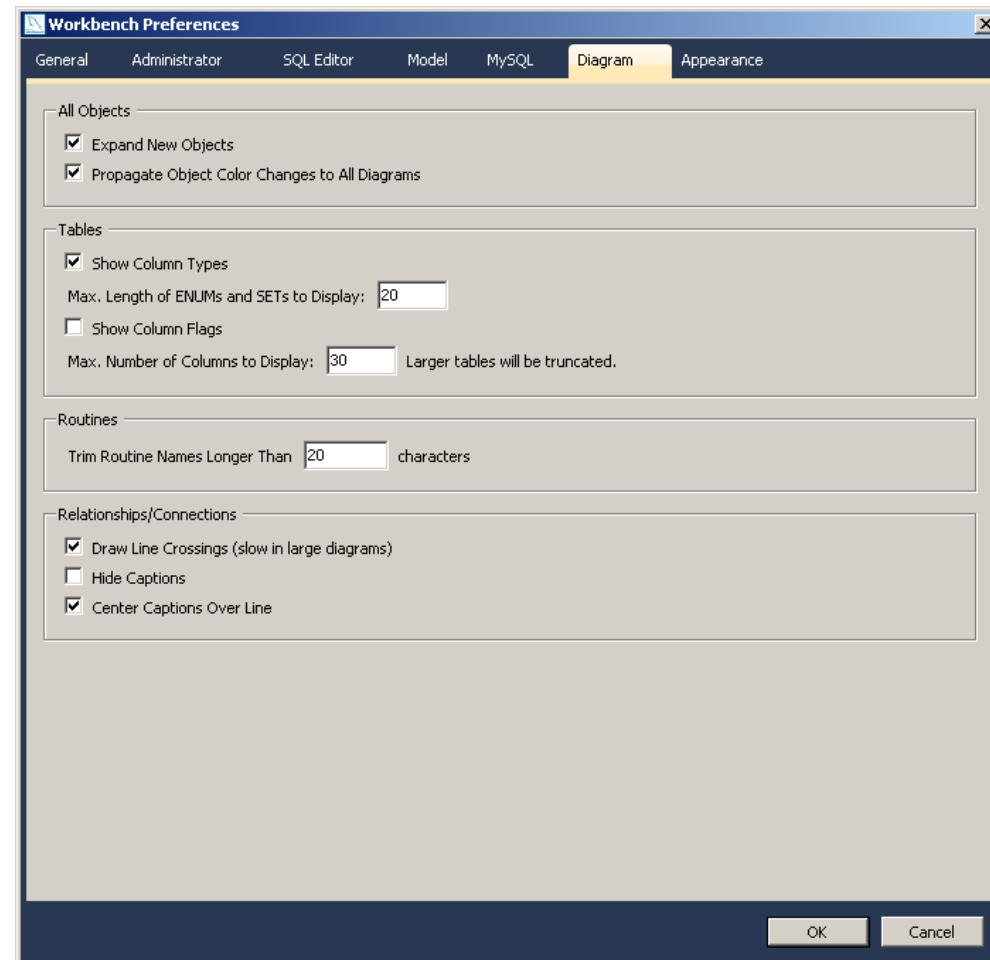 Workbench Preferences
General Administrator SQL Editor Model MySQL Diagram Appearance
All Objects
Expand New Objects
Propagate Object Color Changes to All Diagrams
Tables
Show Column Types
Max. Length of ENUMs and SETs to Display: 20
Show Column Flags
Max. Number of Columns to Display: 30 Larger tables will be truncated.
Routines
Trim Routine Names Longer Than 20 characters
Relationships/Connections
Draw Line Crossings (slow in large diagrams)
Hide Captions
Center Captions Over Line
OK Cancel